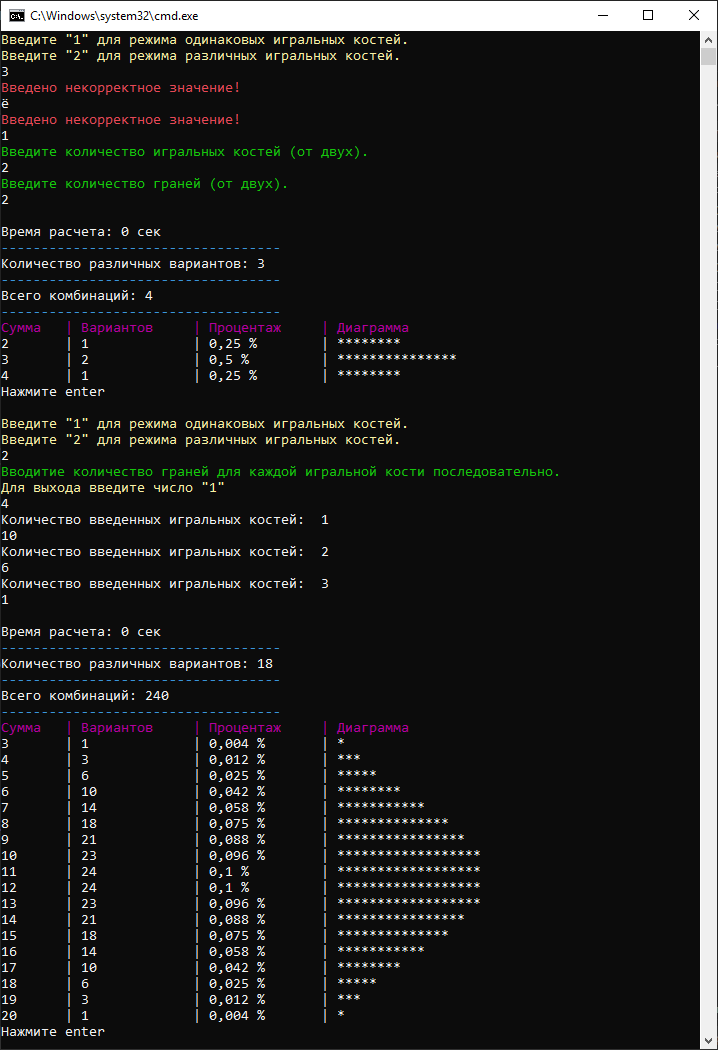 C:\Windows\system32\cmd.exe
Введите "1" для режима одинаковых игральных костей.
Введите "2" для режима различных игральных костей.
3
Введено некорректное значение!
ё
Введено некорректное значение!
1
Введите количество игральных костей (от двух).
2
Введите количество граней (от двух).
2
Время расчета: 0 сек
-----------------------------------
Количество различных вариантов: 3
-----------------------------------
Всего комбинаций: 4
-----------------------------------
Сумма | Вариантов | Процентаж | Диаграмма
2 | 1 | 0,25 % | ********
3 | 2 | 0,5 % | ***************
4 | 1 | 0,25 % | ********
Нажмите enter
Введите "1" для режима одинаковых игральных костей.
Введите "2" для режима различных игральных костей.
2
Вводитие количество граней для каждой игральной кости последовательно.
Для выхода введите число "1"
4
Количество введенных игральных костей:  1
10
Количество введенных игральных костей:  2
6
Количество введенных игральных костей:  3
1
Время расчета: 0 сек
-----------------------------------
Количество различных вариантов: 18
-----------------------------------
Всего комбинаций: 240
-----------------------------------
Сумма | Вариантов | Процентаж | Диаграмма
3 | 1 | 0,004 % | *
4 | 3 | 0,012 % | ***
5 | 6 | 0,025 % | *****
6 | 10 | 0,042 % | ********
7 | 14 | 0,058 % | ***********
8 | 18 | 0,075 % | **************
9 | 21 | 0,088 % | ****************
10 | 23 | 0,096 % | ******************
11 | 24 | 0,1 % | ******************
12 | 24 | 0,1 % | ******************
13 | 23 | 0,096 % | ******************
14 | 21 | 0,088 % | ****************
15 | 18 | 0,075 % | **************
16 | 14 | 0,058 % | ***********
17 | 10 | 0,042 % | ********
18 | 6 | 0,025 % | *****
19 | 3 | 0,012 % | ***
20 | 1 | 0,004 % | *
Нажмите enter